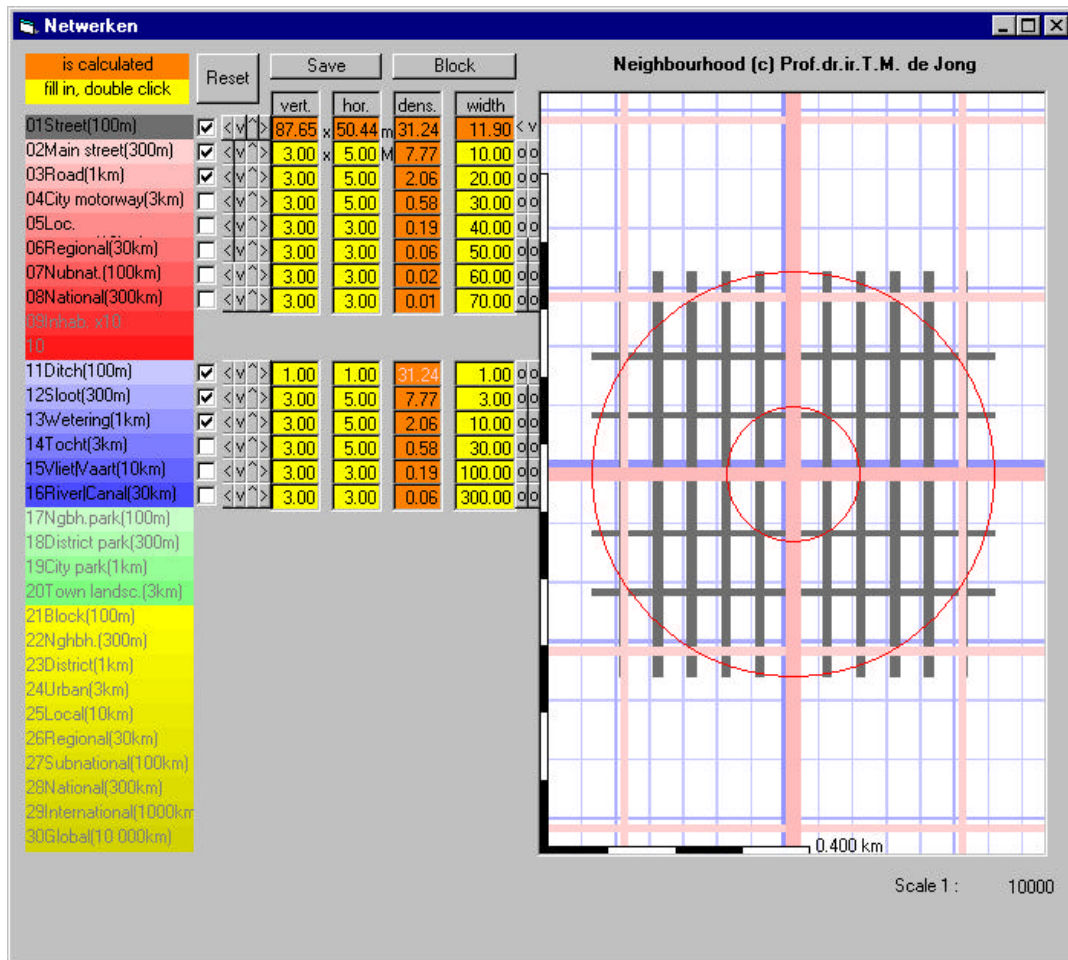 Netwerken
is calculated
fill in, double click
Reset
Save
Block
Neighbourhood (c) Prof.dr.ir.T.M. de Jong
vert. hor. dens. width
01Street(100m) < v ^ > 87.65 x 50.44 m 31.24 11.90 < v
02Main street(300m) < v ^ > 3.00 x 5.00 M 7.77 10.00 o o
03Road(1km) < v ^ > 3.00 5.00 2.06 20.00 o o
04City motorway(3km) < v ^ > 3.00 5.00 0.58 30.00 o o
05Loc. < v ^ > 3.00 3.00 0.19 40.00 o o
06Regional(30km) < v ^ > 3.00 3.00 0.06 50.00 o o
07Nubnat.(100km) < v ^ > 3.00 3.00 0.02 60.00 o o
08National(300km) < v ^ > 3.00 3.00 0.01 70.00 o o
09Inhab. x10
10
11Ditch(100m) < v ^ > 1.00 1.00 31.24 1.00 o o
12Sloot(300m) < v ^ > 3.00 5.00 7.77 3.00 o o
13Wetering(1km) < v ^ > 3.00 5.00 2.06 10.00 o o
14Tocht(3km) < v ^ > 3.00 5.00 0.58 30.00 o o
15Vliet|Vaart(10km) < v ^ > 3.00 3.00 0.19 100.00 o o
16River|Canal(30km) < v ^ > 3.00 3.00 0.06 300.00 o o
17Ngbh.park(100m)
18District park(300m)
19City park(1km)
20Town landsc.(3km)
21Block(100m)
22Nghbh.(300m)
23District(1km)
24Urban(3km)
25Local(10km)
26Regional(30km)
27Subnational(100km)
28National(300km)
29International(1000km
30Global(10 000km)
0.400 km
Scale 1 : 10000